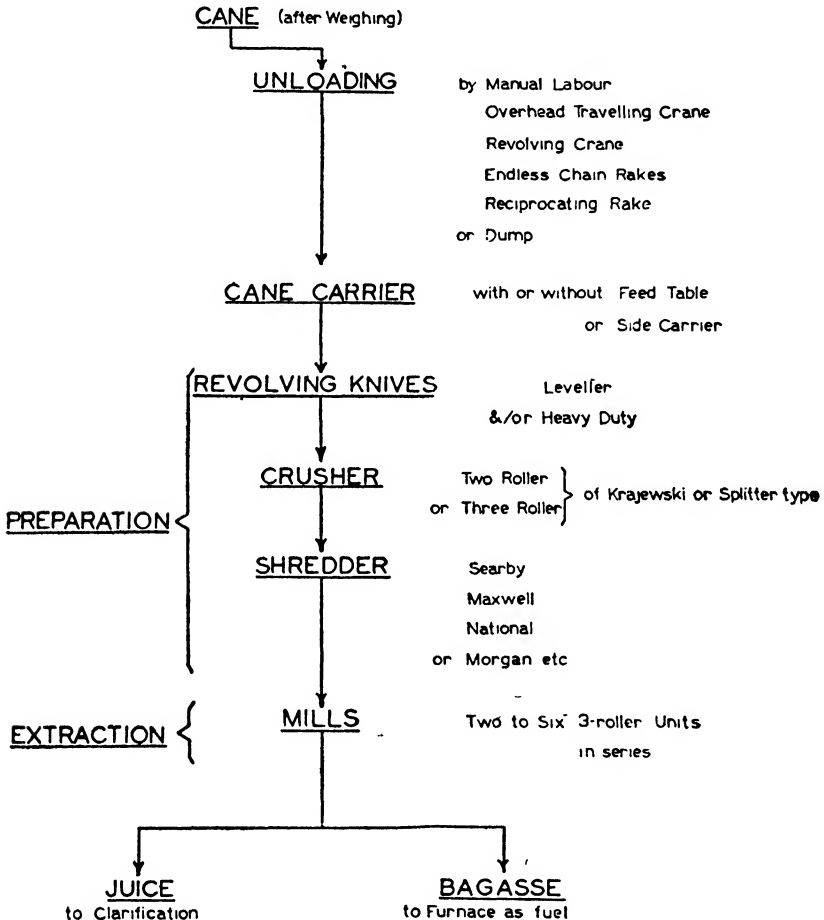 CANE (after Weighing)
UNLOADING by Manual Labour
Overhead Travelling Crane
Revolving Crane
Endless Chain Rakes
Reciprocating Rake
or Dump
CANE CARRIER with or without Feed Table
or Side Carrier
REVOLVING KNIVES Leveller
&/or Heavy Duty
CRUSHER Two Roller
or Three Roller of Krajewski or Splitter type
PREPARATION
SHREDDER Searby
Maxwell
National
or Morgan etc
MILLS Two to Six 3-roller Units
in series
EXTRACTION
JUICE
to Clarification
BAGASSE
to Furnace as fuel